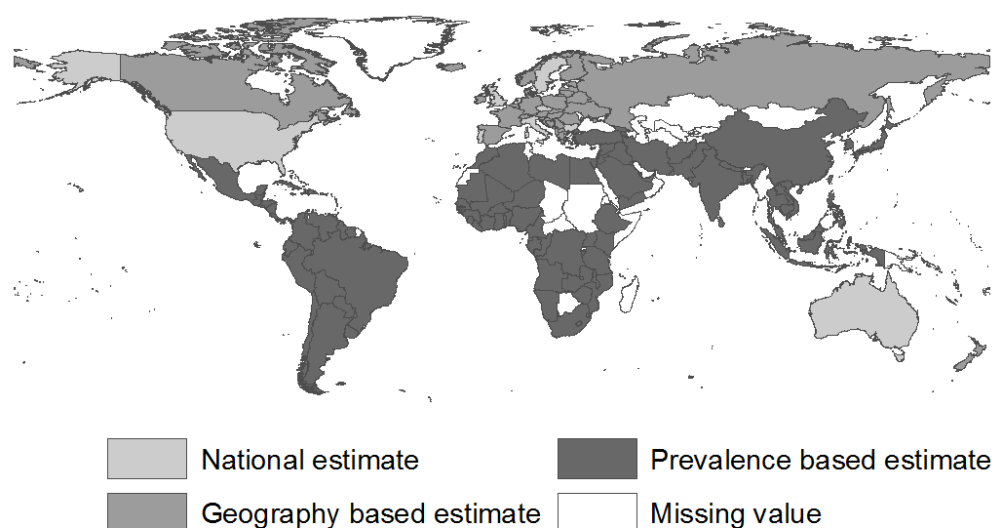 National estimate
Prevalence based estimate
Geography based estimate
Missing value